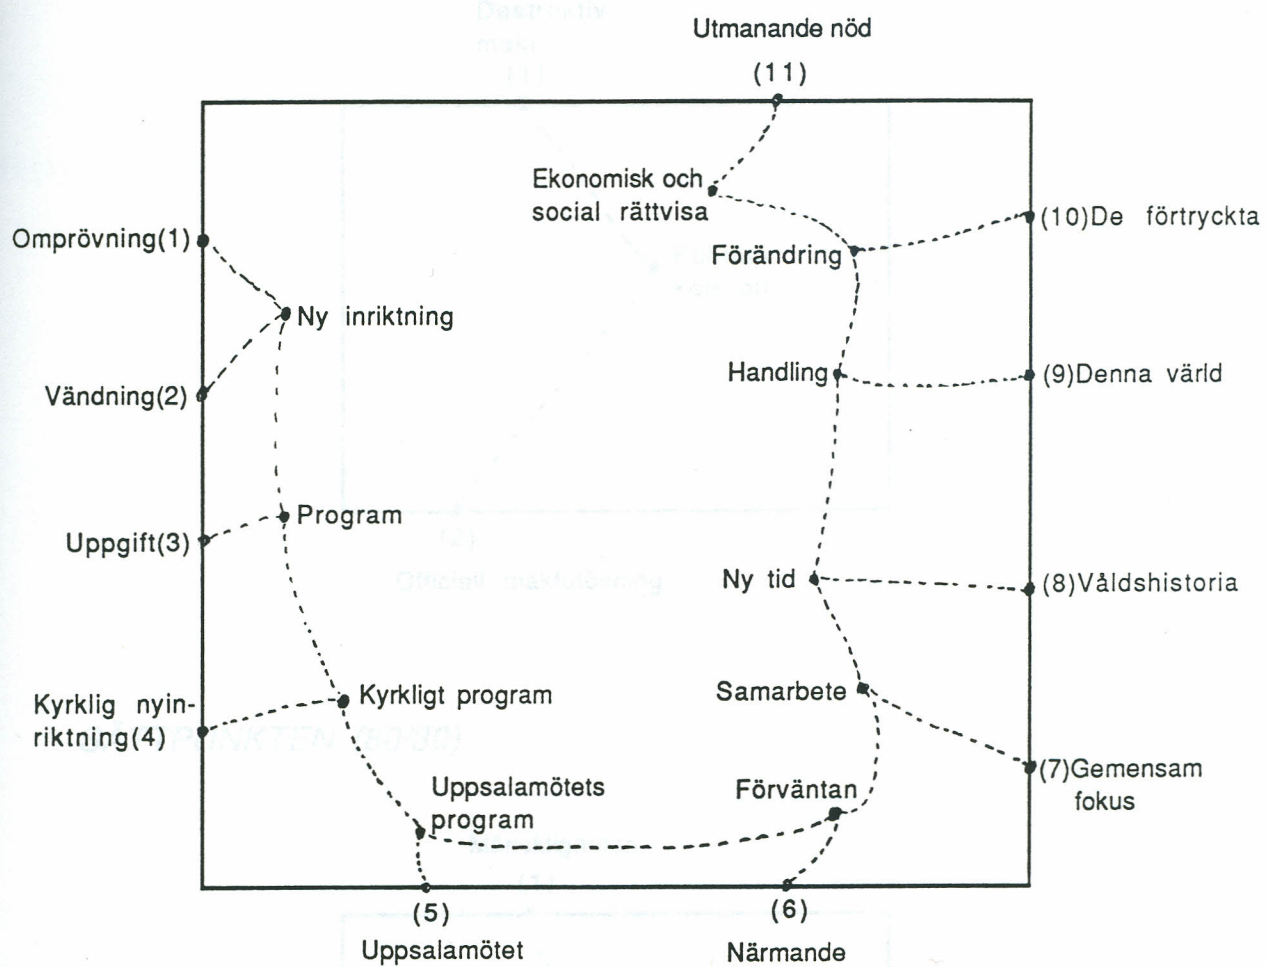 Utmanande nöd
(11)
Ekonomisk och
social rättvisa
(10)De förtryckta
Omprövning(1)
Förändring
Ny inriktning
Handling
(9)Denna värld
Vändning(2)
Program
Uppgift(3)
Ny tid
(8)Våldshistoria
Kyrkligt program
Samarbete
Kyrklig nyin-
riktning(4)
(7)Gemensam
fokus
Uppsalamötets
program
Förväntan
(5)
(6)
Uppsalamötet
Närmande